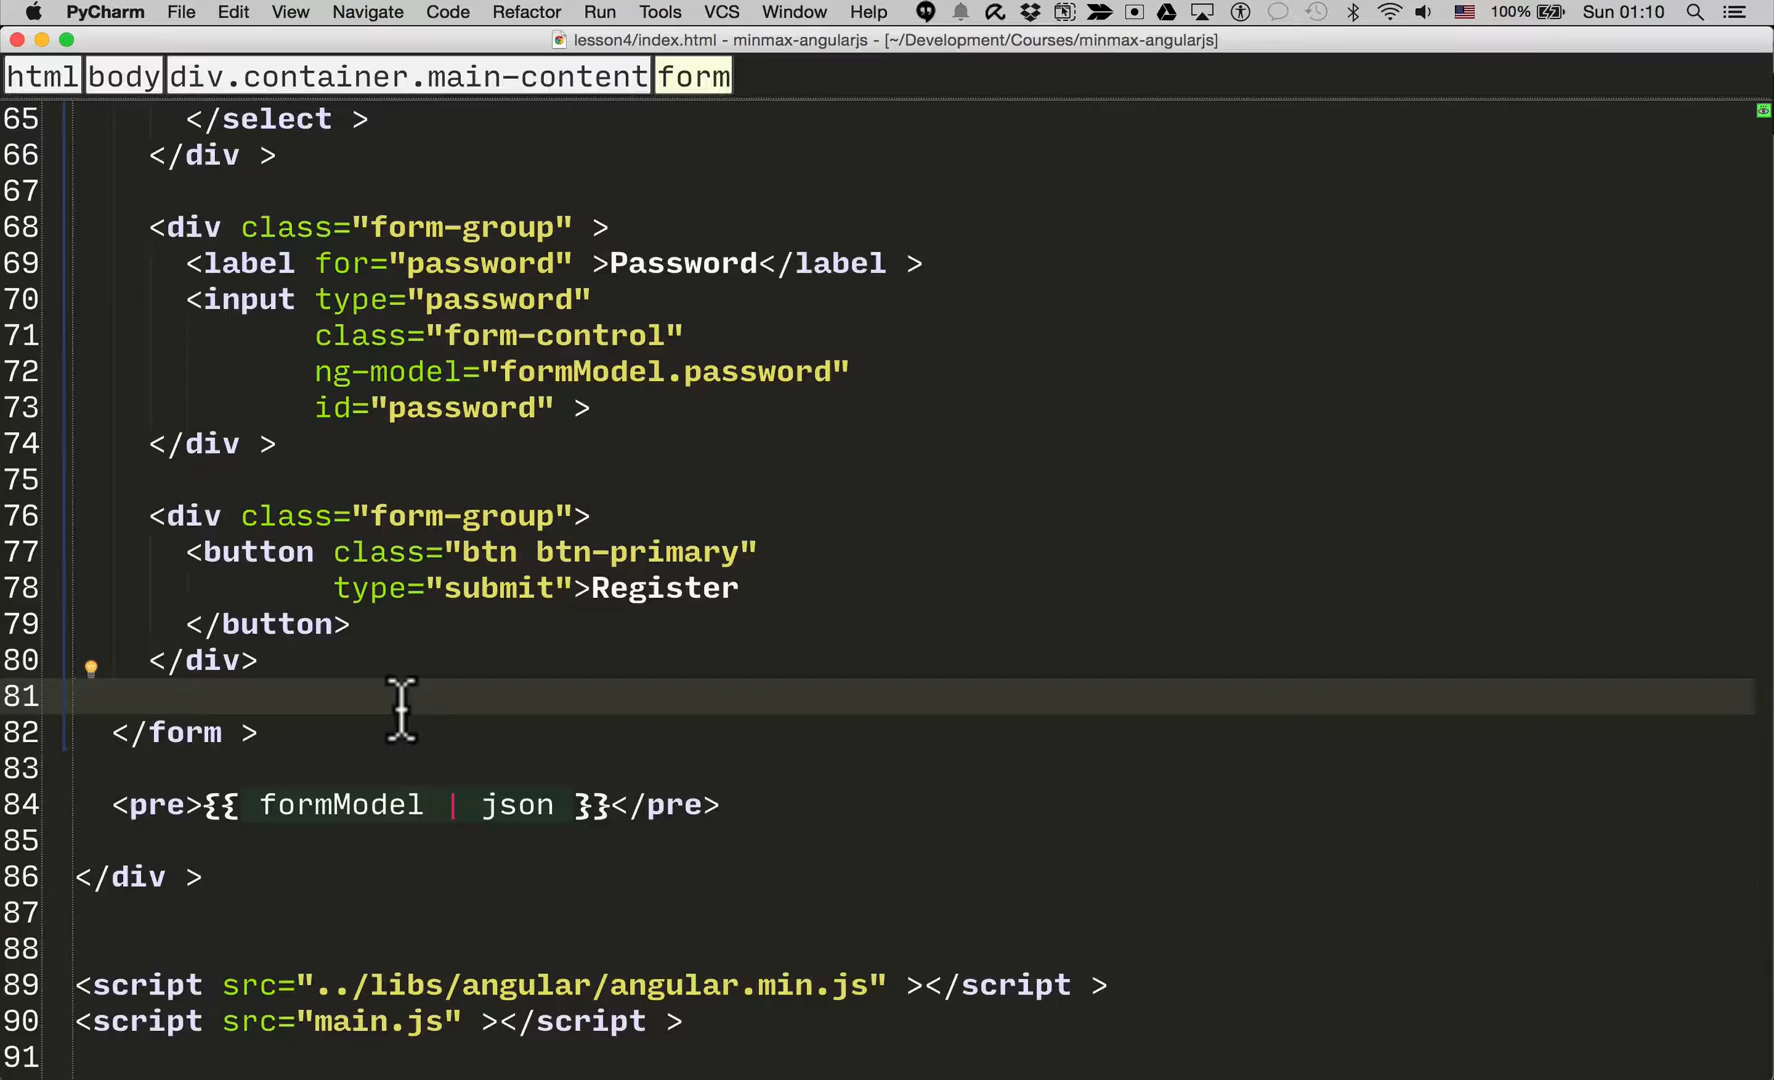 PyCharm File Edit View Navigate Code Refactor Run Tools VCS Window Help 100% Sun 01:10
lesson4/index.html - minmax-angularjs - [~/Development/Courses/minmax-angularjs]
html body div.container.main-content form
65 </select >
66 </div >
67
68 <div class="form-group" >
69 <label for="password" >Password</label >
70 <input type="password"
71 class="form-control"
72 ng-model="formModel.password"
73 id="password" >
74 </div >
75
76 <div class="form-group">
77 <button class="btn btn-primary"
78 type="submit">Register
79 </button>
80 </div>
81
82 </form >
83
84 <pre>{{ formModel | json }}</pre>
85
86 </div >
87
88
89 <script src="../libs/angular/angular.min.js" ></script >
90 <script src="main.js" ></script >
91